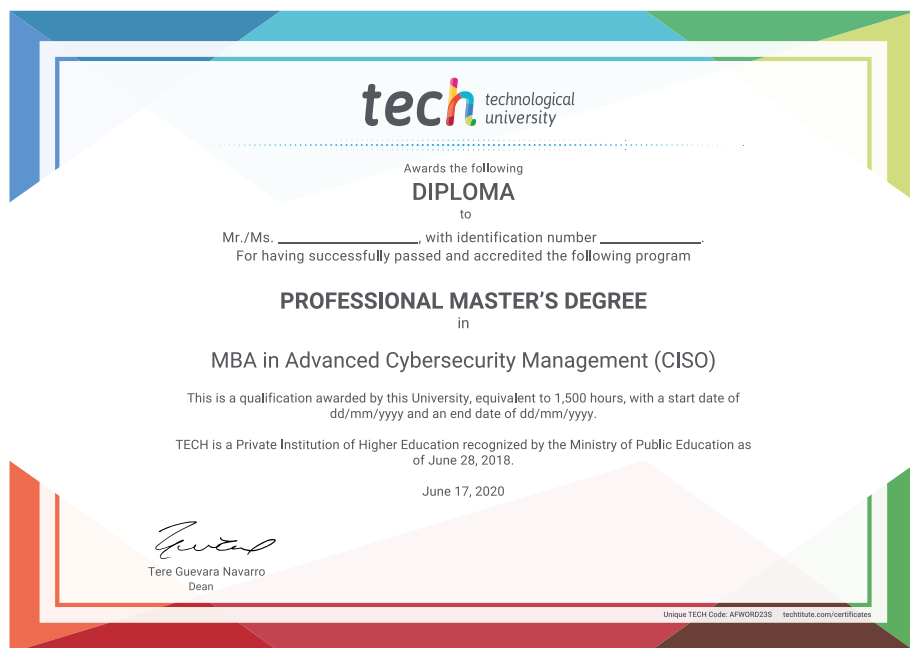 tech technological
university
Awards the following
DIPLOMA
to
Mr./Ms. ____________________, with identification number ______________.
For having successfully passed and accredited the following program
PROFESSIONAL MASTER'S DEGREE
in
MBA in Advanced Cybersecurity Management (CISO)
This is a qualification awarded by this University, equivalent to 1,500 hours, with a start date of
dd/mm/yyyy and an end date of dd/mm/yyyy.
TECH is a Private Institution of Higher Education recognized by the Ministry of Public Education as
of June 28, 2018.
June 17, 2020
Tere Guevara Navarro
Dean
Unique TECH Code: AFWORD23S techtitute.com/certificates